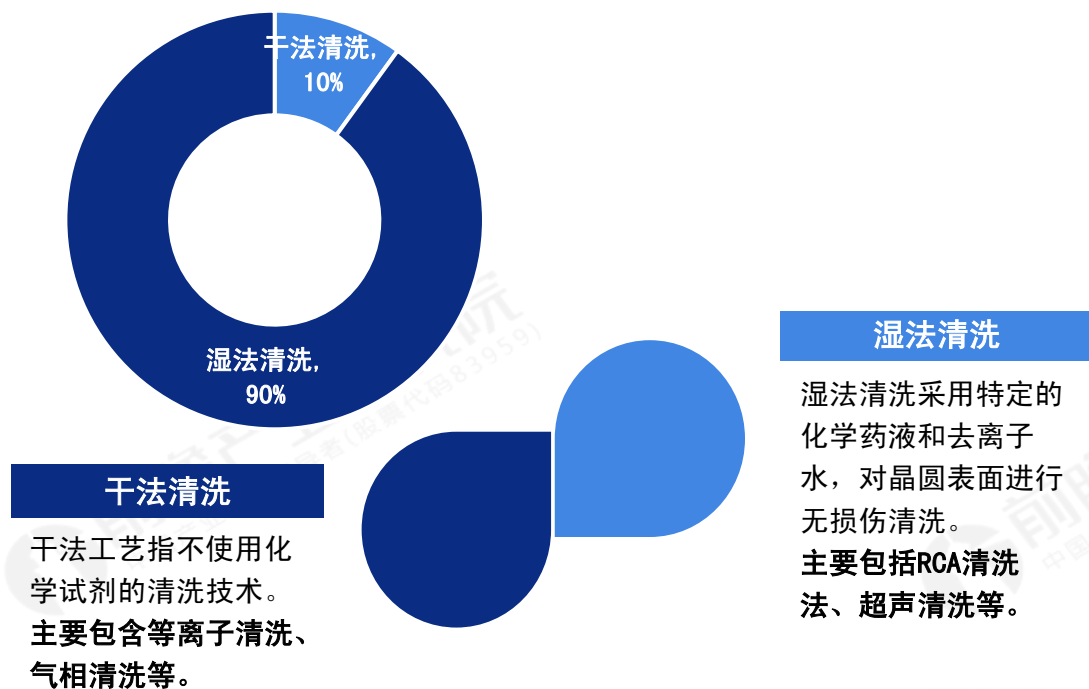 干法清洗,
10%
湿法清洗,
90%
干法清洗
干法工艺指不使用化
学试剂的清洗技术。
主要包含等离子清洗、
气相清洗等。
湿法清洗
湿法清洗采用特定的
化学药液和去离子
水，对晶圆表面进行
无损伤清洗。
主要包括RCA清洗
法、超声清洗等。